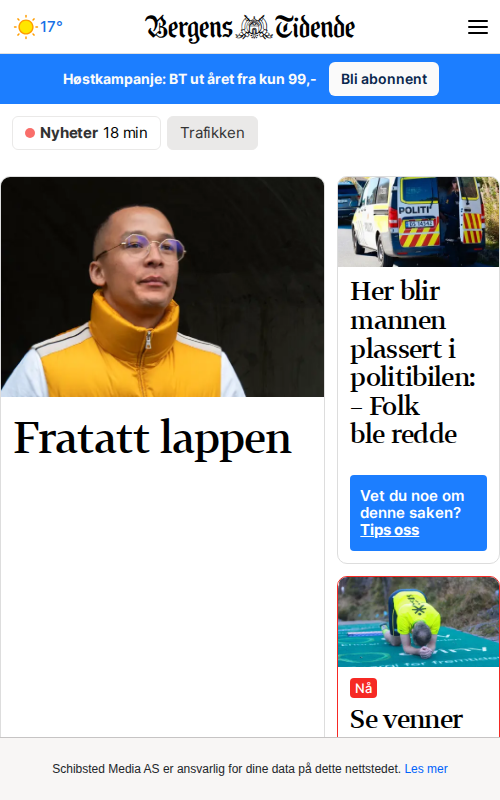 17°
Bergens Tidende
Høstkampanje: BT ut året fra kun 99,-
Bli abonnent
Nyheter 18 min
Trafikken
Fratatt lappen
POLITI
Her blir
mannen
plassert i
politibilen:
– Folk
ble redde
Vet du noe om
denne saken?
Tips oss
Nå
Se venner
Schibsted Media AS er ansvarlig for dine data på dette nettstedet. Les mer